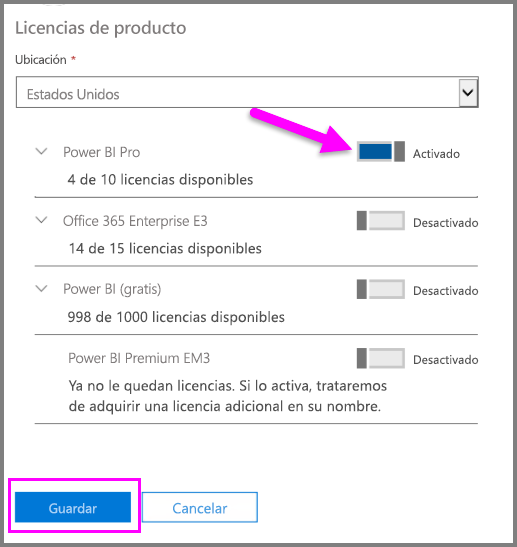 Licencias de producto
Ubicación *
Estados Unidos
Power BI Pro
Activado
4 de 10 licencias disponibles
Office 365 Enterprise E3
Desactivado
14 de 15 licencias disponibles
Power BI (gratis)
Desactivado
998 de 1000 licencias disponibles
Power BI Premium EM3
Desactivado
Ya no le quedan licencias. Si lo activa, trataremos
de adquirir una licencia adicional en su nombre.
Guardar
Cancelar